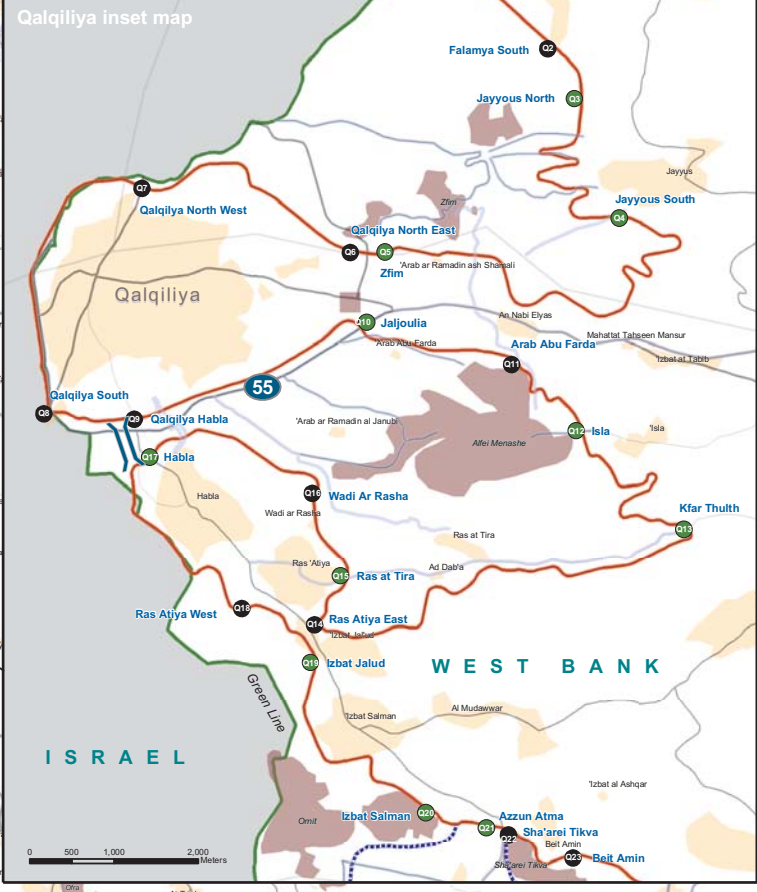 Qalqiliya inset map
Falamya South
Q2
Jayyous North
Q3
Jayyus
Q7
Qalqilya North West
Zfim
Jayyous South
Q4
Qalqilya North East
Q6
Q5
Zfim
'Arab ar Ramadin ash Shamali
Qalqiliya
An Nabi Elyas
Q10
Jaljoulia
Mahattat Tahseen Mansur
'Arab Abu Farda
Arab Abu Farda
Q11
'Izbat at Tabib
55
Qalqilya South
Q8
Q9
Qalqilya Habla
'Arab ar Ramadin al Janubi
Q12
Isla
'Isla
Alfei Menashe
Q17
Habla
Habla
Q16
Wadi Ar Rasha
Wadi ar Rasha
Kfar Thulth
Q13
Ras at Tira
Ras 'Atiya
Ad Dab'a
Q15
Ras at Tira
Ras Atiya West
Q18
Q14
Ras Atiya East
'Izbat Jal'ud
Q19
Izbat Jalud
WEST BANK
Green Line
'Izbat Salman
Al Mudawwar
ISRAEL
'Izbat al Ashqar
Izbat Salman
Q20
Ornit
Azzun Atma
Q21
Q22
Sha'arei Tikva
Beit Amin
Q23
Beit Amin
Sha'arei Tikva
0 500 1,000 2,000
Meters
Ofra